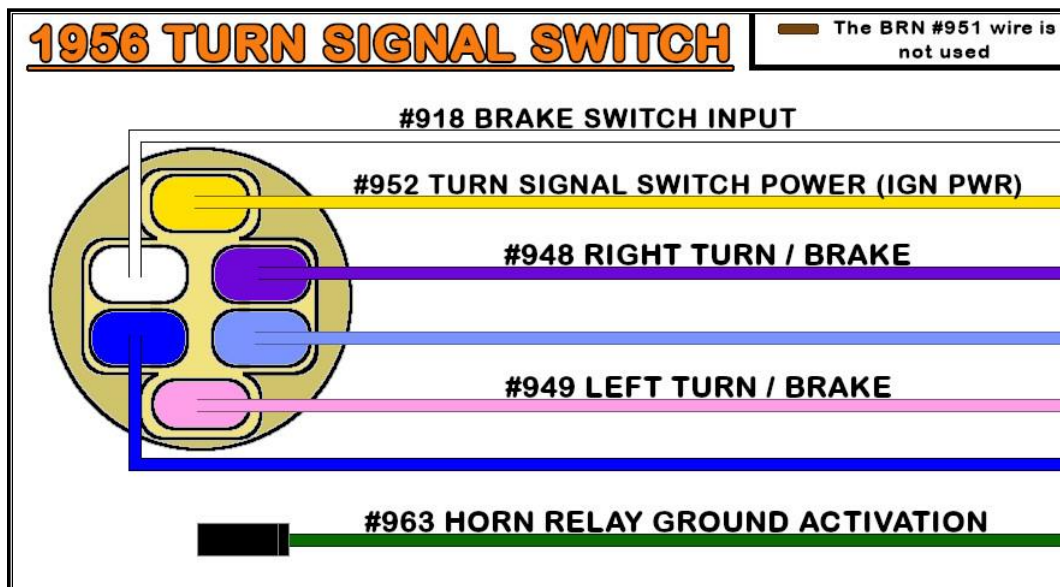 1956 TURN SIGNAL SWITCH
The BRN #951 wire is
not used
#918 BRAKE SWITCH INPUT
#952 TURN SIGNAL SWITCH POWER (IGN PWR)
#948 RIGHT TURN / BRAKE
#949 LEFT TURN / BRAKE
#963 HORN RELAY GROUND ACTIVATION